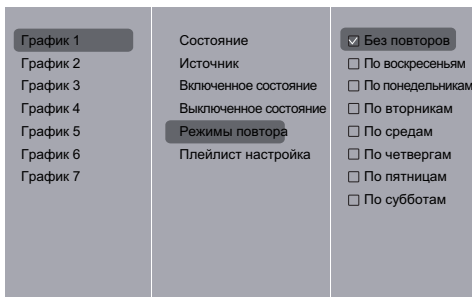 График 1
График 2
График 3
График 4
График 5
График 6
График 7
Состояние
Источник
Включенное состояние
Выключенное состояние
Режимы повтора
Плейлист настройка
Без повторов
По воскресеньям
По понедельникам
По вторникам
По средам
По четвергам
По пятницам
По субботам